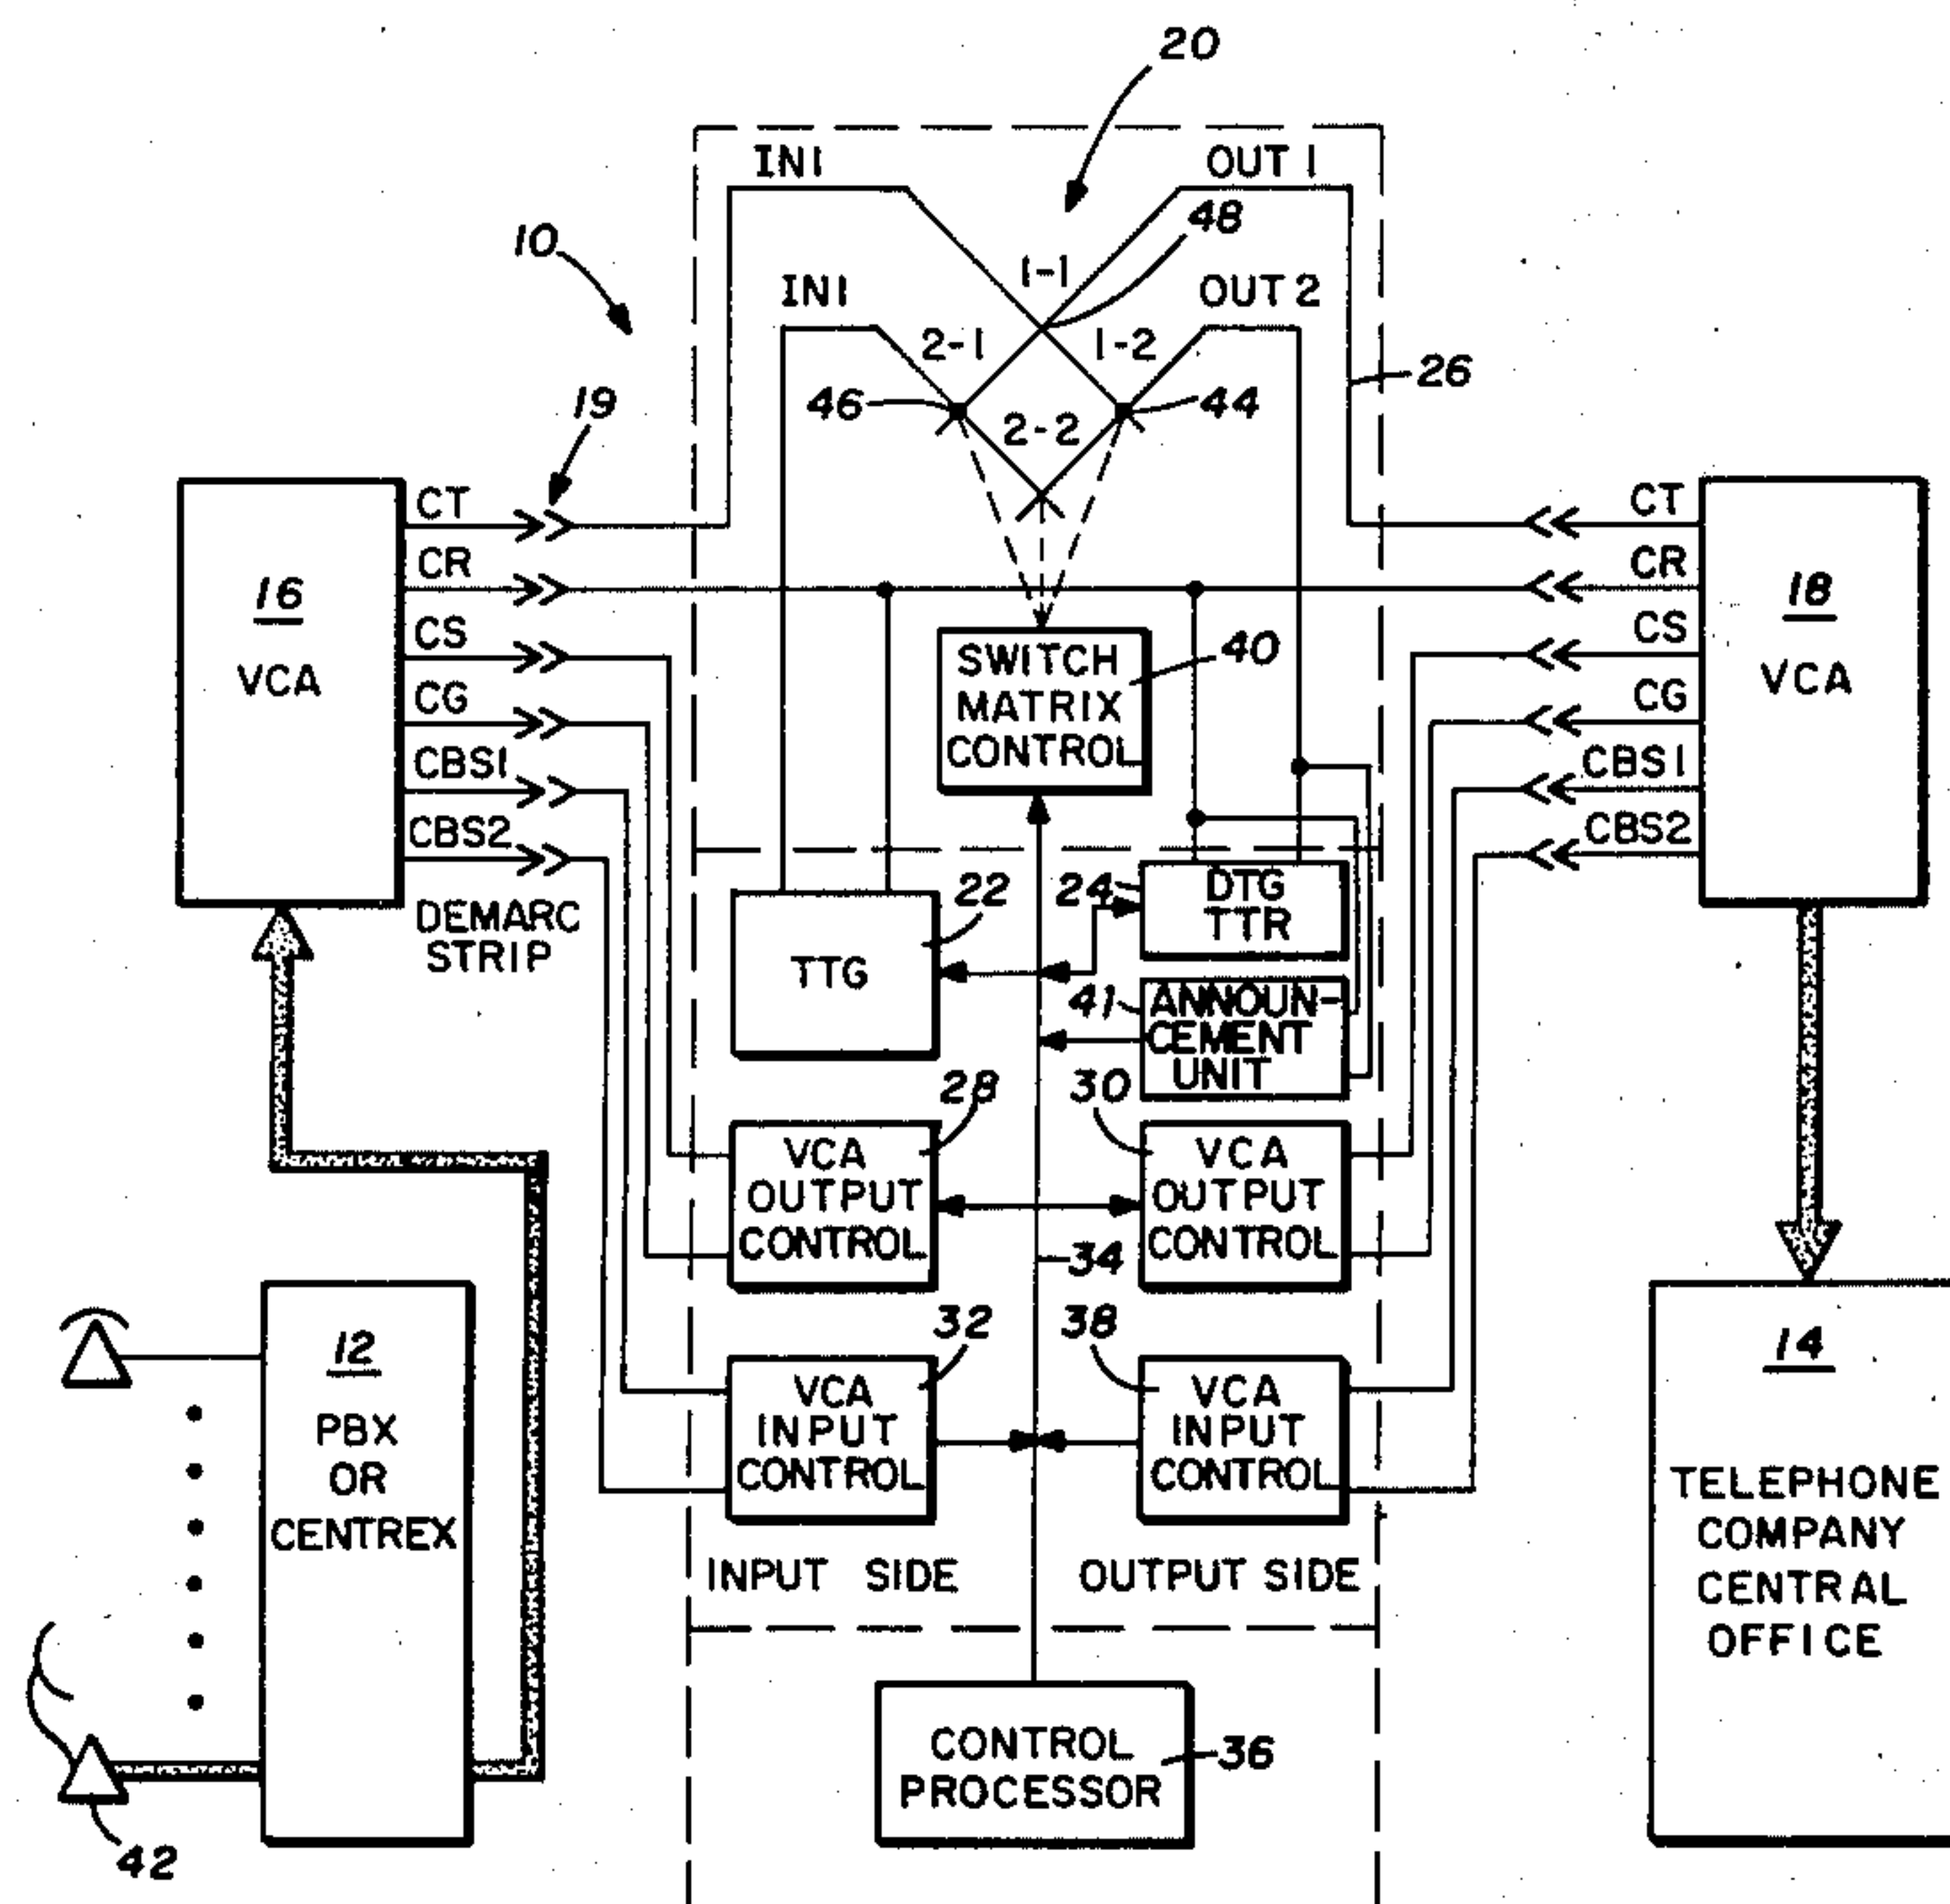 20
IN1
OUT 1
48
10
1-1
IN1
OUT 2
2-1
1-2
26
19
46
2-2
44
CT
CR
CS
CG
CBS1
CBS2
16
VCA
DEMARC
STRIP
SWITCH
MATRIX
CONTROL
40
CT
CR
CS
CG
CBS1
CBS2
18
VCA
22
TTG
24
DTG
TTR
41
ANNOUN-
CEMENT
UNIT
28
VCA
OUTPUT
CONTROL
30
VCA
OUTPUT
CONTROL
34
32
VCA
INPUT
CONTROL
38
VCA
INPUT
CONTROL
12
PBX
OR
CENTREX
14
TELEPHONE
COMPANY
CENTRAL
OFFICE
INPUT SIDE
OUTPUT SIDE
CONTROL
PROCESSOR
36
42